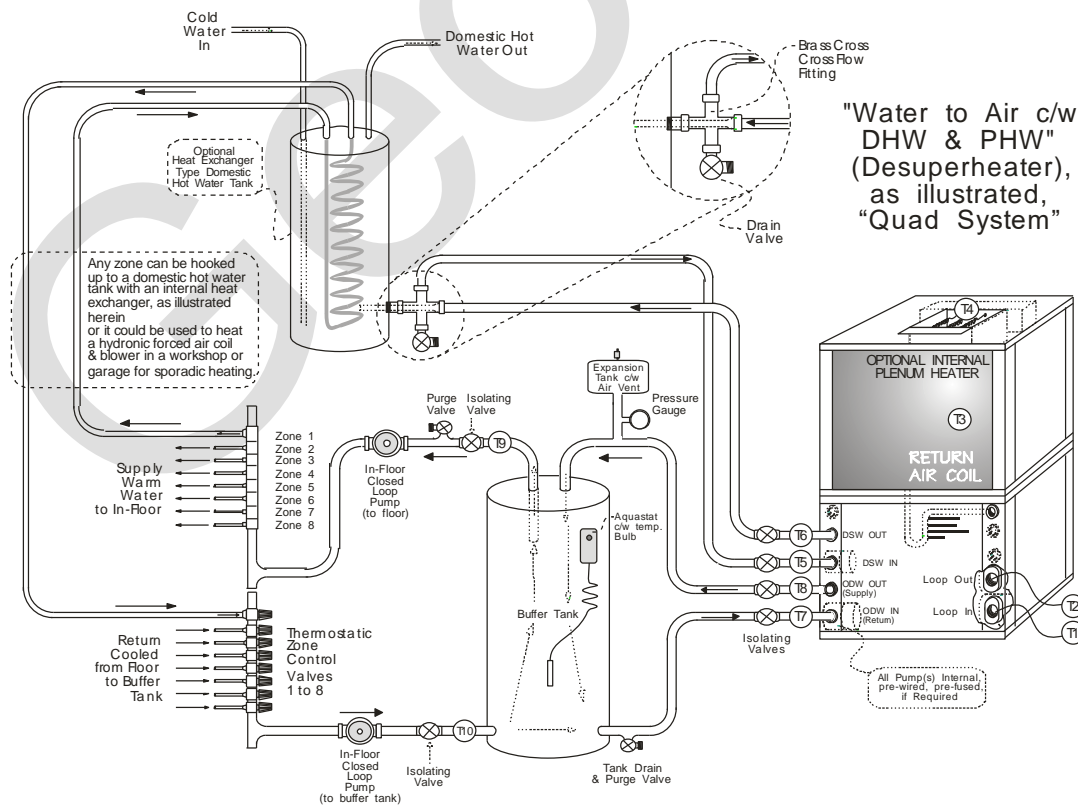 Cold
Water
In
Domestic Hot
Water Out
Brass Cross
Cross Flow
Fitting
"Water to Air c/w
DHW & PHW"
(Desuperheater),
as illustrated,
“Quad System”
Optional
Heat Exchanger
Type Domestic
Hot Water Tank
Drain
Valve
Any zone can be hooked
up to a domestic hot water
tank with an internal heat
exchanger, as illustrated
herein
or it could be used to heat
a hydronic forced air coil
& blower in a workshop or
garage for sporadic heating.
T4
OPTIONAL INTERNAL
PLENUM HEATER
T3
RETURN
AIR COIL
Expansion
Tank c/w
Air Vent
Pressure
Gauge
Purge
Valve
Isolating
Valve
T9
In-Floor
Closed
Loop
Pump
(to floor)
Zone 1
Zone 2
Zone 3
Zone 4
Zone 5
Zone 6
Zone 7
Zone 8
Supply
Warm
Water
to In-Floor
Aquastat
c/w temp.
Bulb
Buffer Tank
T6
DSW OUT
T5
DSW IN
T8
ODW OUT
(Supply)
T7
ODW IN
(Return)
Loop Out
Loop In
T2
T1
Isolating
Valves
All Pump(s) Internal,
pre-wired, pre-fused,
if Required
Return
Cooled
from Floor
to Buffer
Tank
Thermostatic
Zone
Control
Valves
1 to 8
T10
In-Floor
Closed
Loop
Pump
(to buffer tank)
Isolating
Valve
Tank Drain
& Purge Valve
Geo